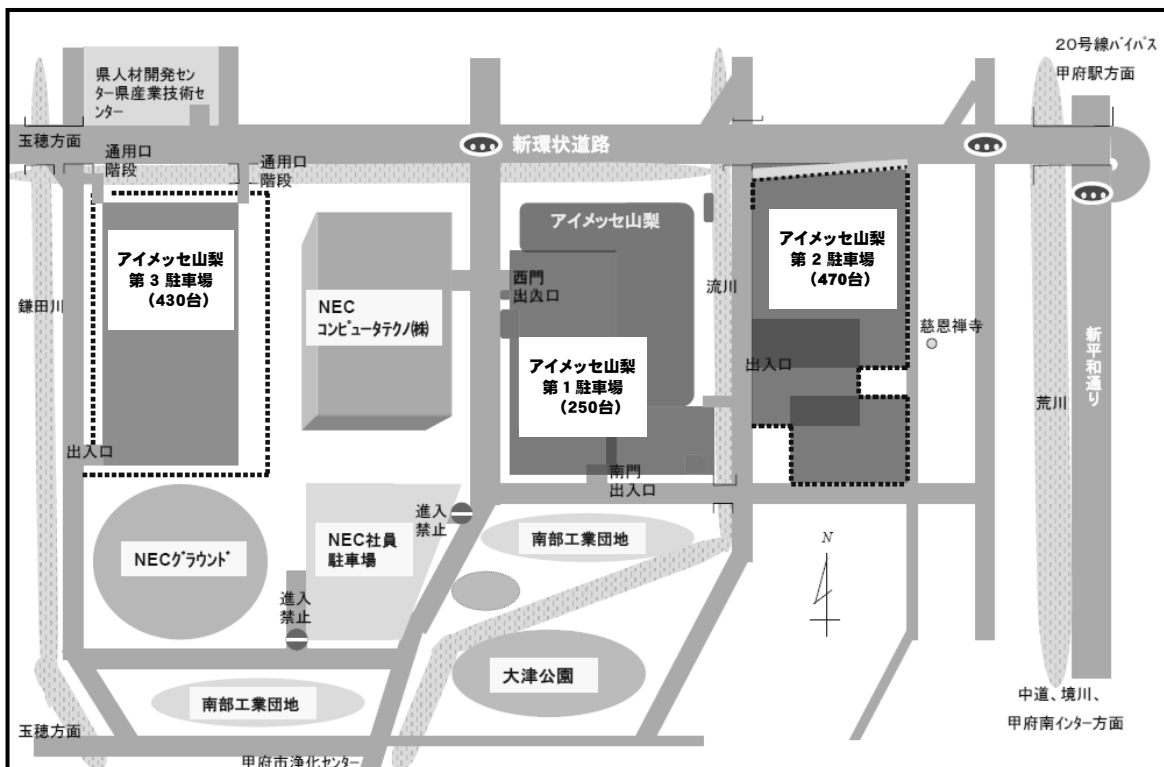 20号線バイパス
甲府駅方面
県人材開発セン
ター県産業技術セ
ンター
玉穂方面
新環状道路
通用口
階段
通用口
階段
アイメッセ山梨
アイメッセ山梨
第3駐車場
(430台)
アイメッセ山梨
第2駐車場
(470台)
西門
出入口
流川
鎌田川
NEC
コンピュータテクノ㈱
慈恩禅寺
新平和通り
アイメッセ山梨
第1駐車場
(250台)
出入口
荒川
出入口
南門
出入口
進入
禁止
NEC社員
駐車場
南部工業団地
NECグラウンド
N
進入
禁止
大津公園
南部工業団地
中道、境川、
甲府南インター方面
玉穂方面
甲府市浄化センター